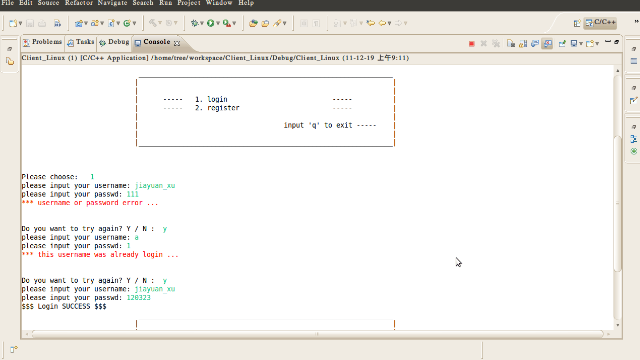 File Edit Source Refactor Navigate Search Run Project Window Help
C/C++
Problems Tasks Debug Console
Client_Linux (1) [C/C++ Application] /home/tree/workspace/Client_Linux/Debug/Client_Linux (11-12-19 上午9:11)
----- 1. login -----
----- 2. register -----
input 'q' to exit -----
Please choose: 1
please input your username: jiayuan_xu
please input your passwd: 111
*** username or password error ...
Do you want to try again? Y / N : y
please input your username: a
please input your passwd: 1
*** this username was already login ...
Do you want to try again? Y / N : y
please input your username: jiayuan_xu
please input your passwd: 120323
$$$ Login SUCCESS $$$